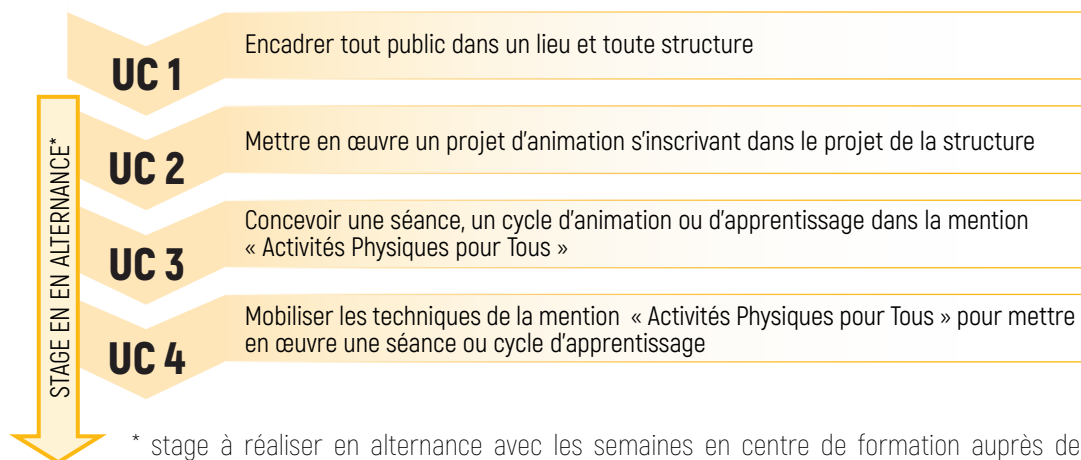 UC 1
Encadrer tout public dans un lieu et toute structure
UC 2
Mettre en œuvre un projet d'animation s'inscrivant dans le projet de la structure
UC 3
Concevoir une séance, un cycle d'animation ou d'apprentissage dans la mention
« Activités Physiques pour Tous »
UC 4
Mobiliser les techniques de la mention « Activités Physiques pour Tous » pour mettre
en œuvre une séance ou cycle d'apprentissage
STAGE EN EN ALTERNANCE*
* stage à réaliser en alternance avec les semaines en centre de formation auprès de